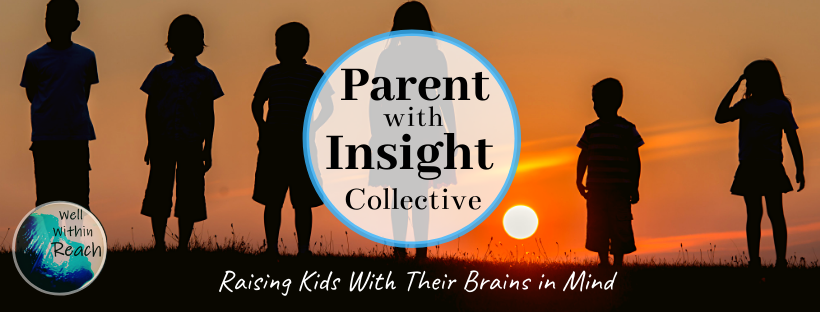 Parent
with
Insight
Collective
Well
Within
Reach
Raising Kids With Their Brains in Mind